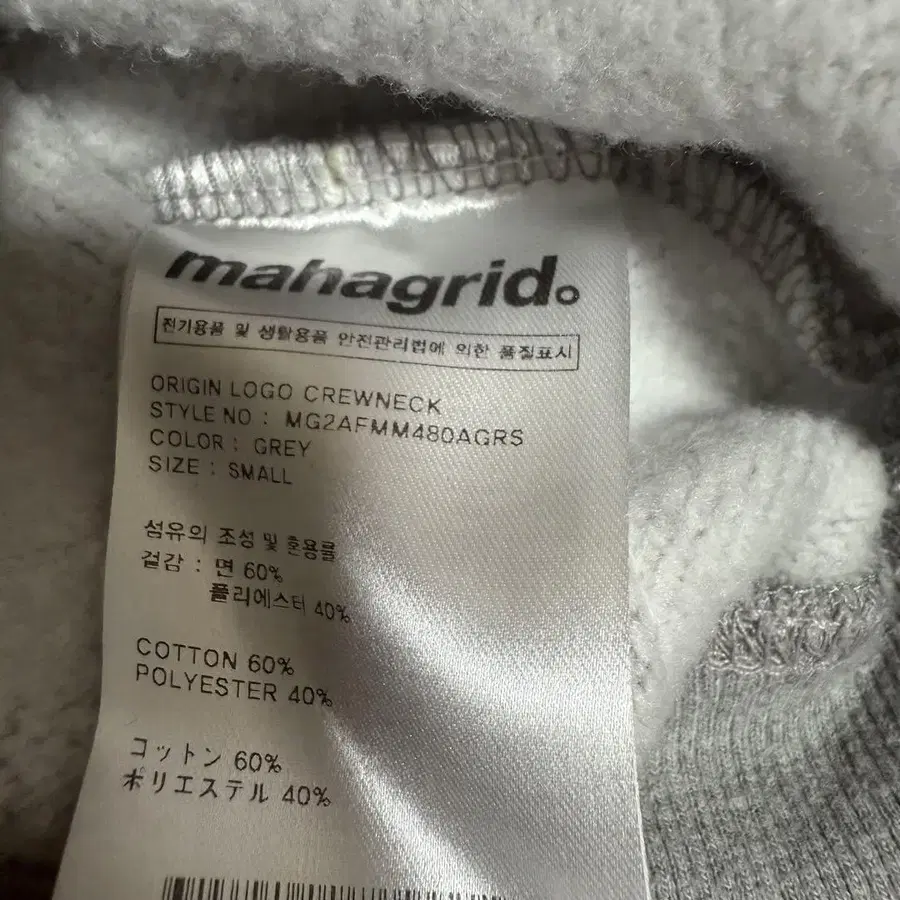 mahagrid.
전기용품 및 생활용품 안전관리법에 의한 품질표시
ORIGIN LOGO CREWNECK
STYLE NO : MG2AFMM480AGRS
COLOR : GREY
SIZE : SMALL
섬유의 조성 및 혼용률
겉감 : 면 60%
폴리에스터 40%
COTTON 60%
POLYESTER 40%
コットン 60%
ポリエステル 40%